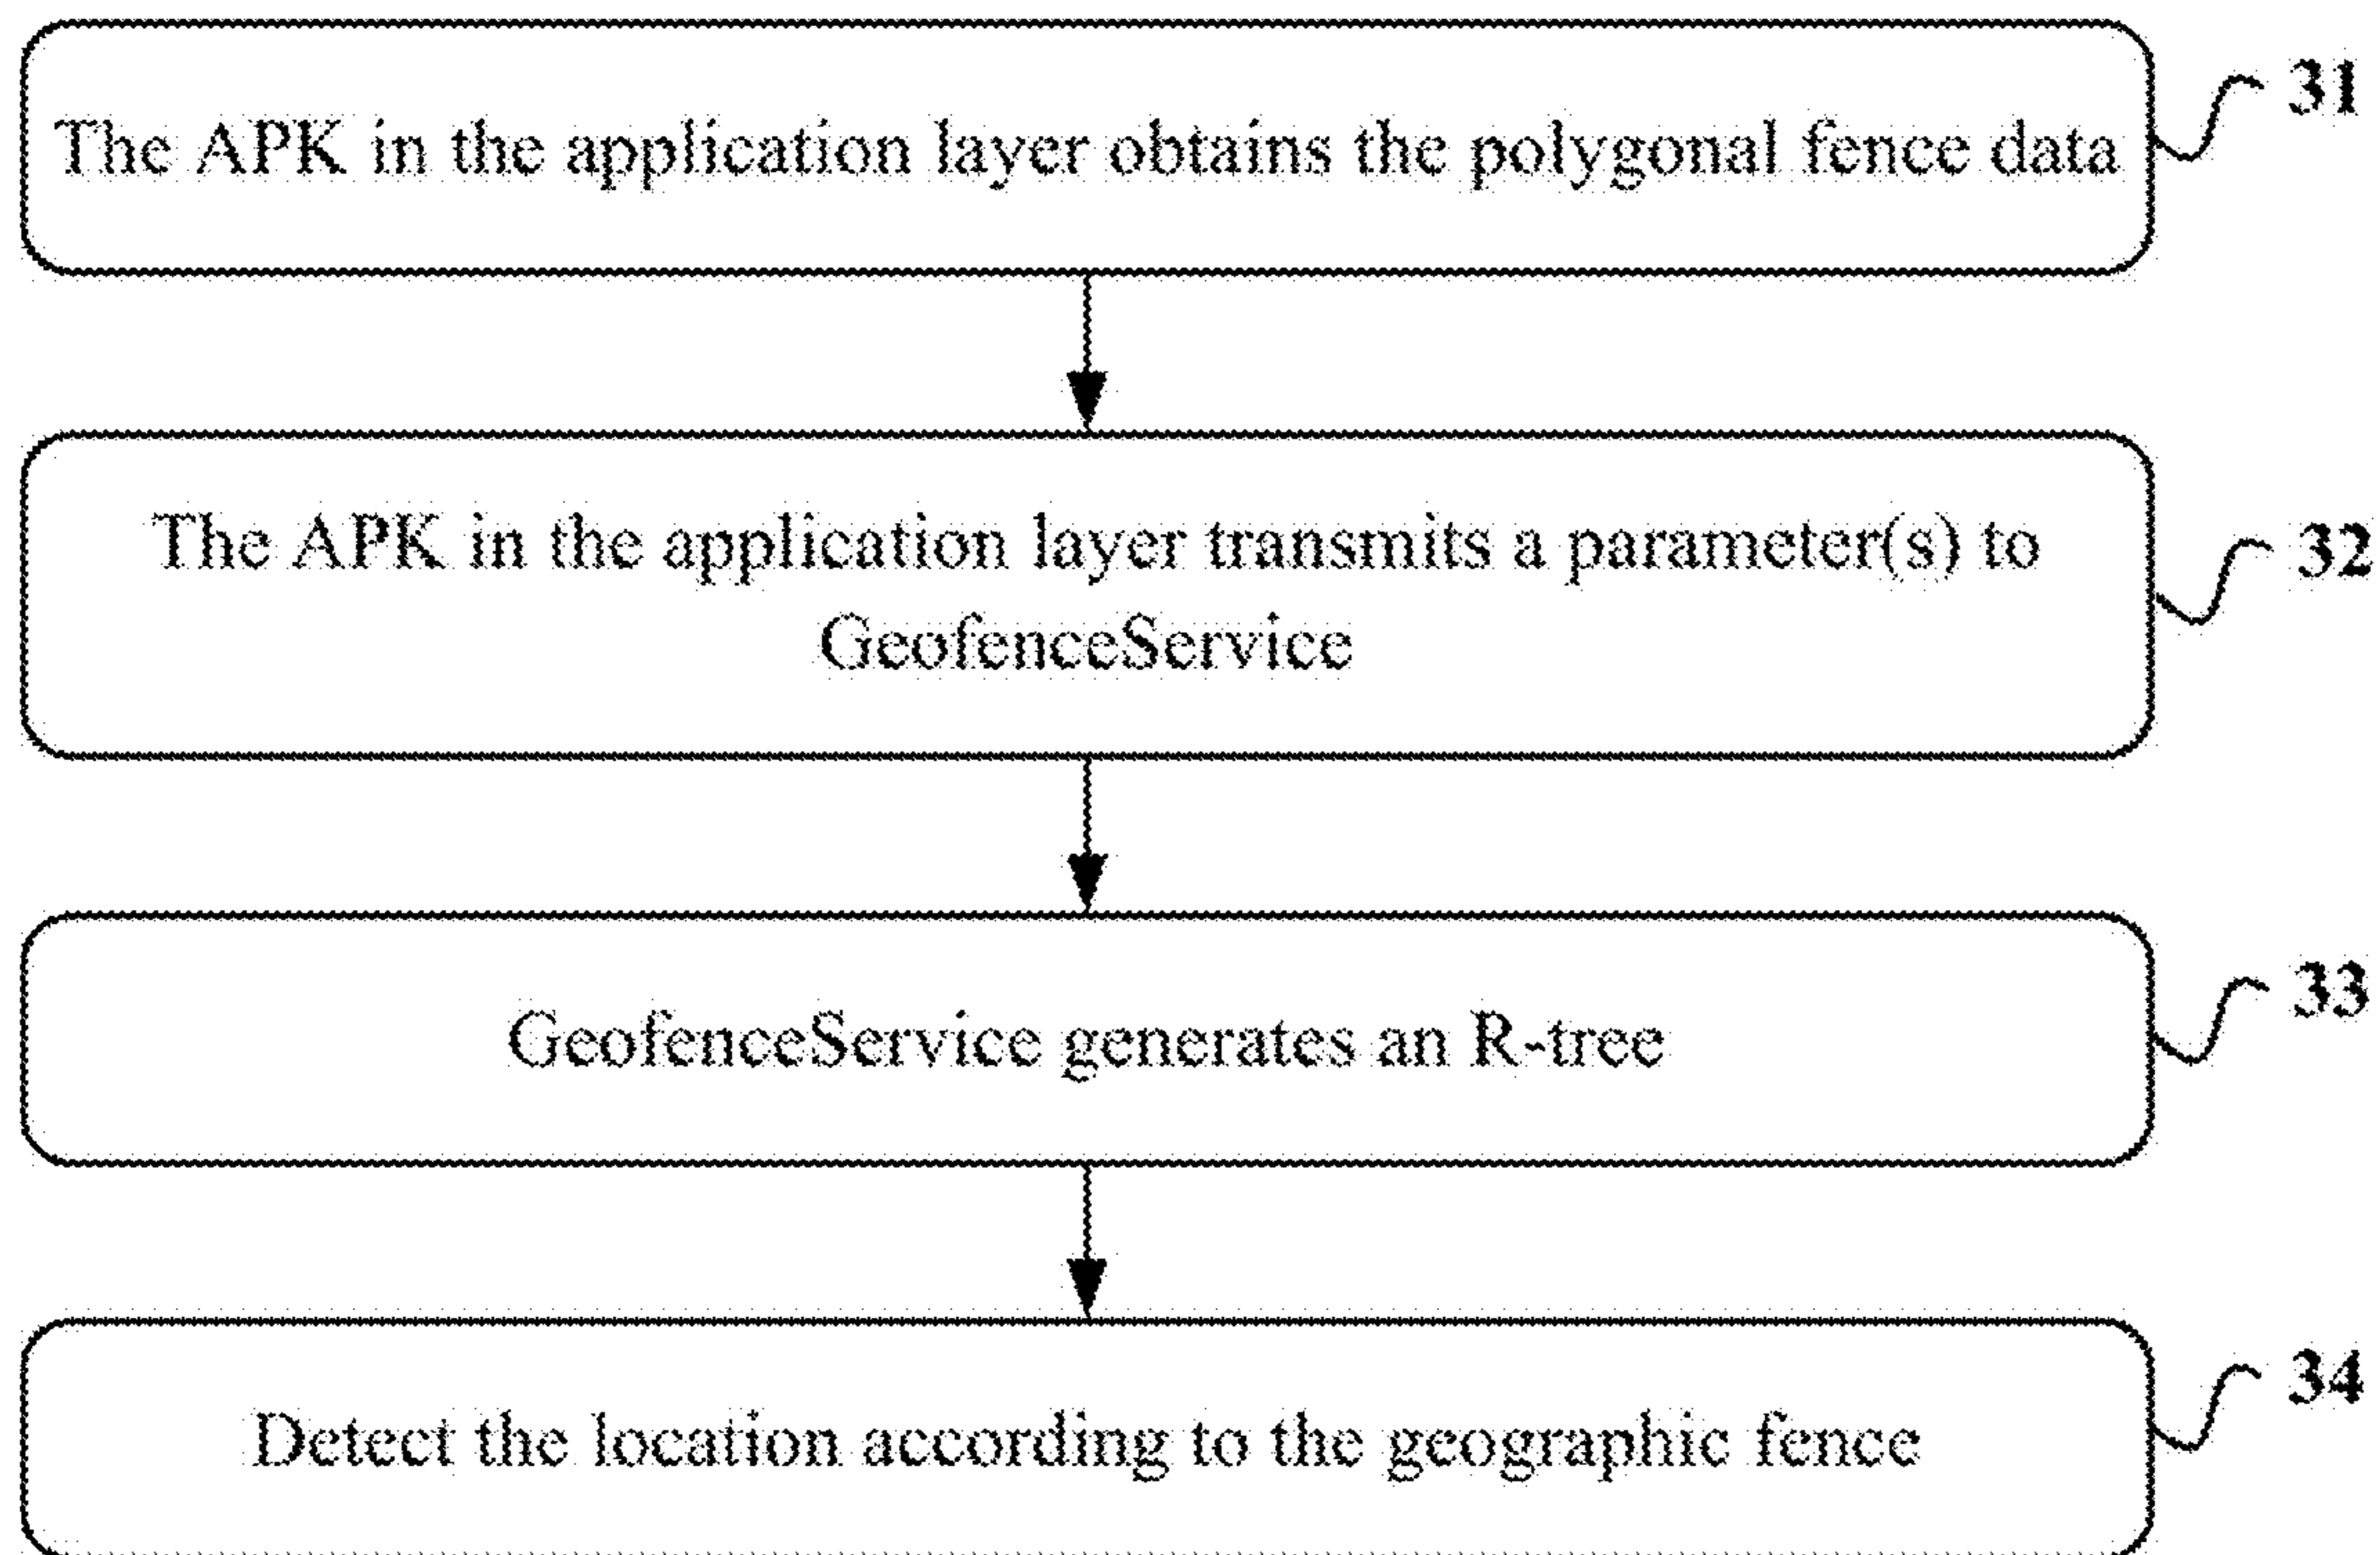 The APK in the application layer obtains the polygonal fence data
31
The APK in the application layer transmits a parameter(s) to
GeofenceService
32
GeofenceService generates an R-tree
33
Detect the location according to the geographic fence
34